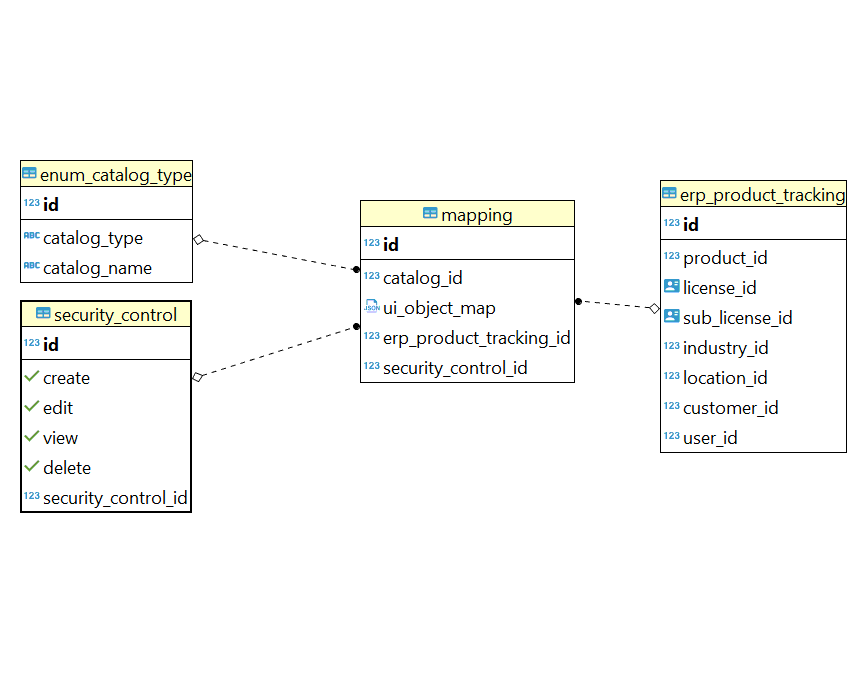 enum_catalog_type
123 id
ABC catalog_type
ABC catalog_name
security_control
123 id
create
edit
view
delete
123 security_control_id
mapping
123 id
123 catalog_id
JSON ui_object_map
123 erp_product_tracking_id
123 security_control_id
erp_product_tracking
123 id
123 product_id
license_id
sub_license_id
123 industry_id
123 location_id
123 customer_id
123 user_id